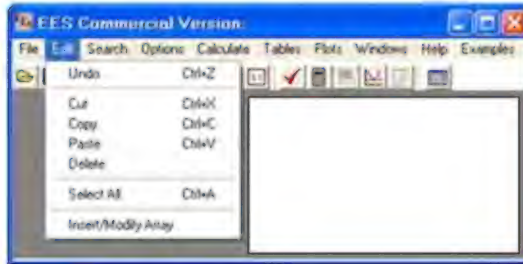 EES Commercial Version:
File Edit Search Options Calculate Tables Plots Windows Help Examples
Undo Ctrl+Z
Cut Ctrl+X
Copy Ctrl+C
Paste Ctrl+V
Delete
Select All Ctrl+A
Insert/Modify Array